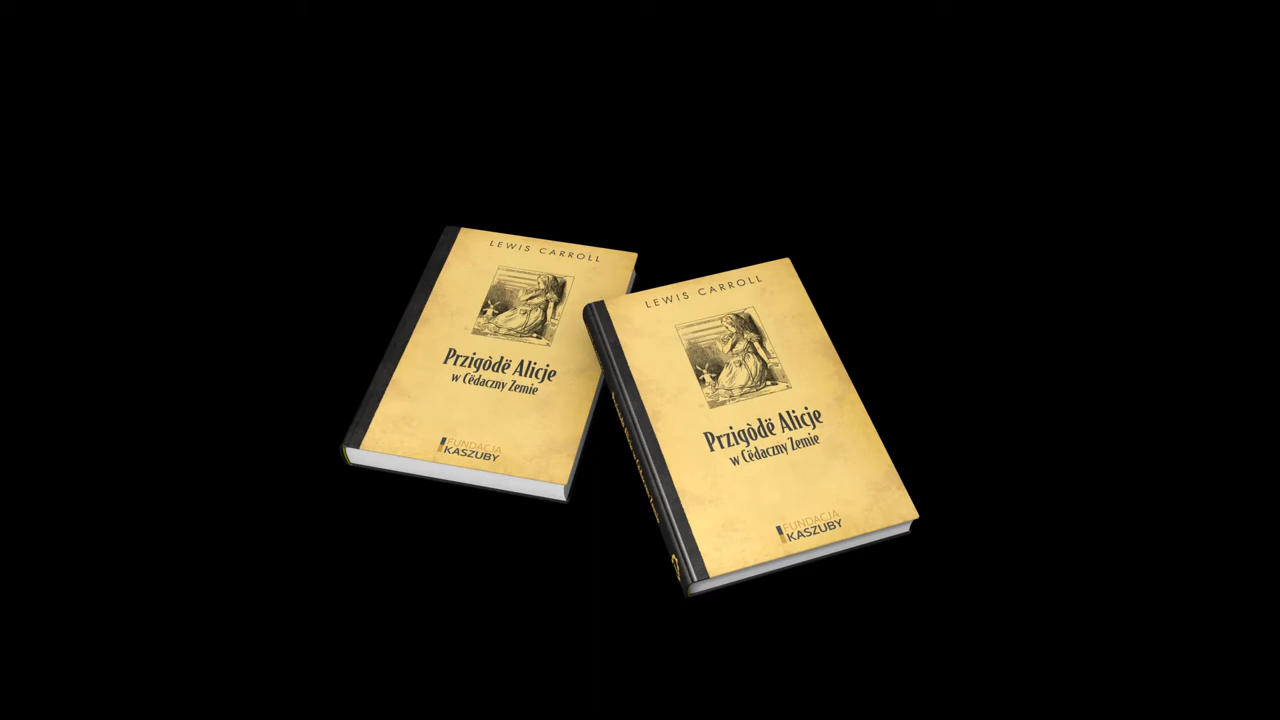 LEWIS CARROLL
Przigòdë Alicje
w Cëdaczny Zemie
FUNDACJA
KASZUBY
LEWIS CARROLL
Przigòdë Alicje
w Cëdaczny Zemie
FUNDACJA
KASZUBY